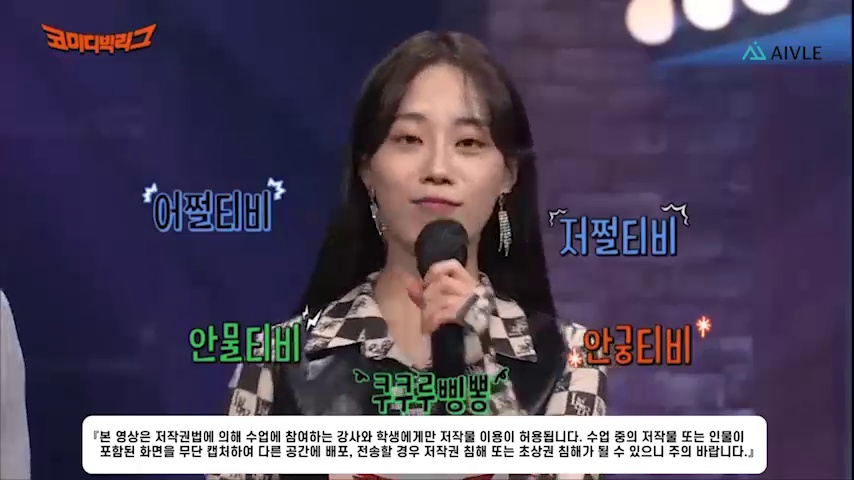 코미디빅리그
AIVLE
어쩔티비
저쩔티비
안물티비
안궁티비
쿠쿠루삥뽕
『본 영상은 저작권법에 의해 수업에 참여하는 강사와 학생에게만 저작물 이용이 허용됩니다. 수업 중의 저작물 또는 인물이
포함된 화면을 무단 캡처하여 다른 공간에 배포, 전송할 경우 저작권 침해 또는 초상권 침해가 될 수 있으니 주의 바랍니다.』